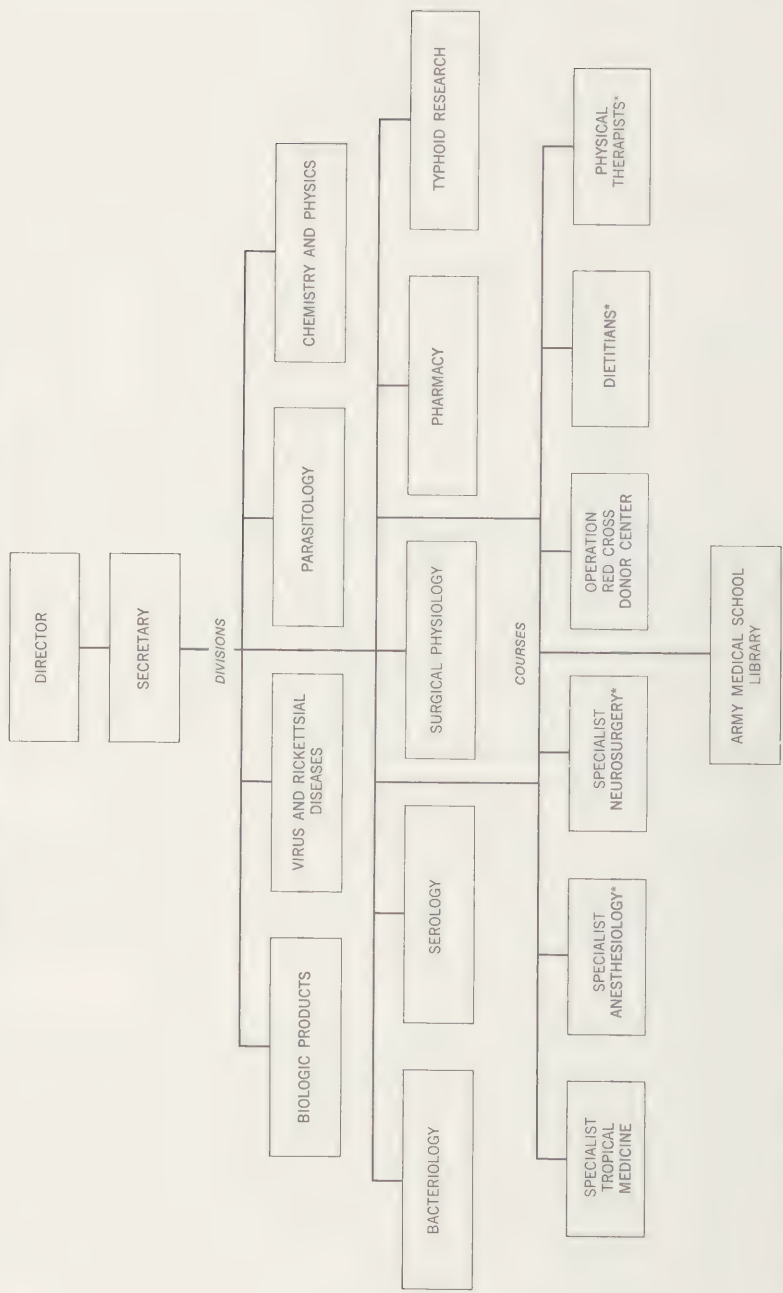 DIRECTOR
SECRETARY
DIVISIONS
BIOLOGIC PRODUCTS
VIRUS AND RICKETTSIAL
DISEASES
PARASITOLOGY
CHEMISTRY AND PHYSICS
BACTERIOLOGY
SEROLOGY
SURGICAL PHYSIOLOGY
PHARMACY
TYPHOID RESEARCH
COURSES
SPECIALIST
TROPICAL
MEDICINE
SPECIALIST
ANESTHESIOLOGY*
SPECIALIST
NEUROSURGERY*
OPERATION
RED CROSS
DONOR CENTER
DIETITIANS*
PHYSICAL
THERAPISTS*
ARMY MEDICAL SCHOOL
LIBRARY